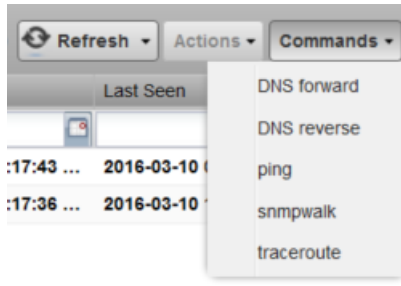 Refresh Actions Commands
Last Seen
DNS forward
DNS reverse
:17:43 ... 2016-03-10
ping
:17:36 ... 2016-03-10
snmpwalk
traceroute